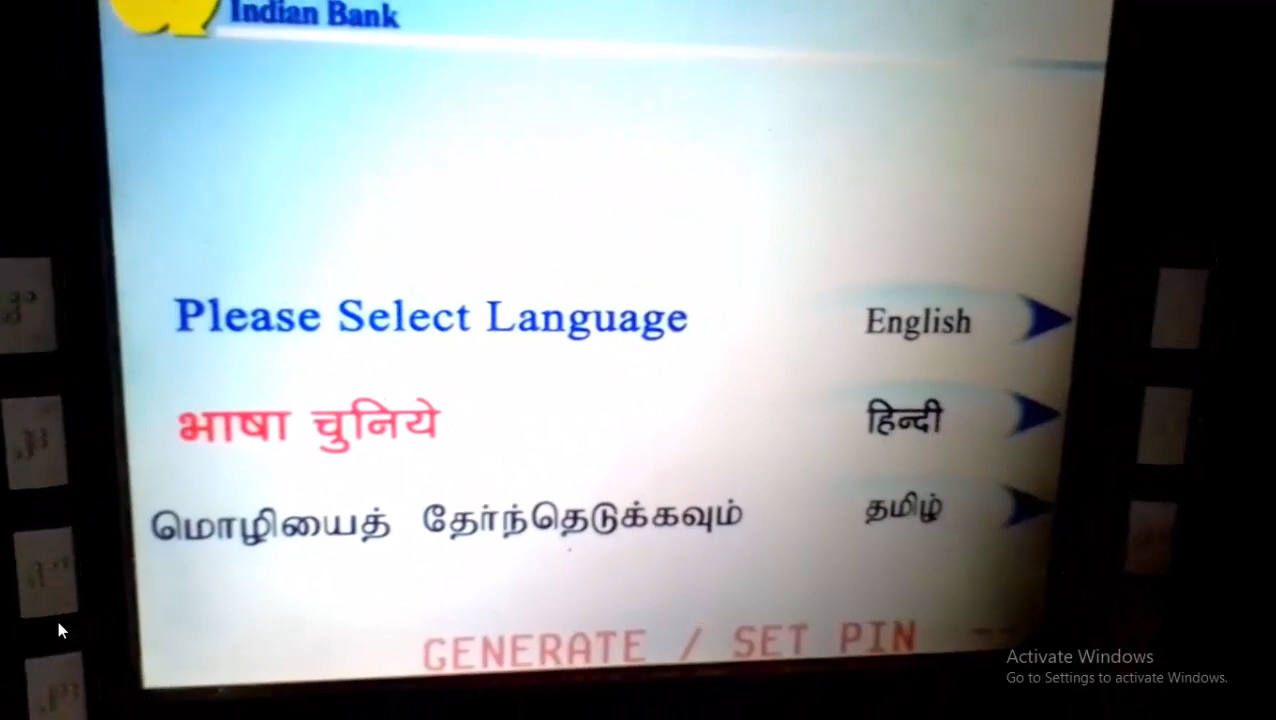 Indian Bank
Please Select Language
English
भाषा चुनिये
हिन्दी
மொழியைத் தேர்ந்தெடுக்கவும்
தமிழ்
GENERATE / SET PIN
Activate Windows
Go to Settings to activate Windows.